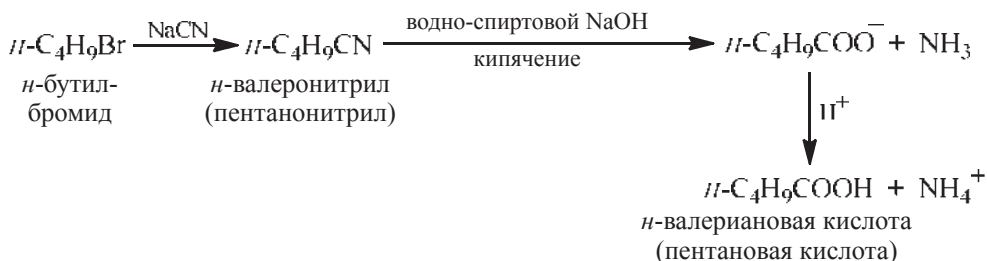 н-C₄H₉Br NaCN н-C₄H₉CN водно-спиртовой NaOH кипячение н-C₄H₉COO⁻ + NH₃
н-бутил-бромид
н-валеронитрил
(пентанонитрил)
H⁺
н-C₄H₉COOH + NH₄⁺
н-валериановая кислота
(пентановая кислота)